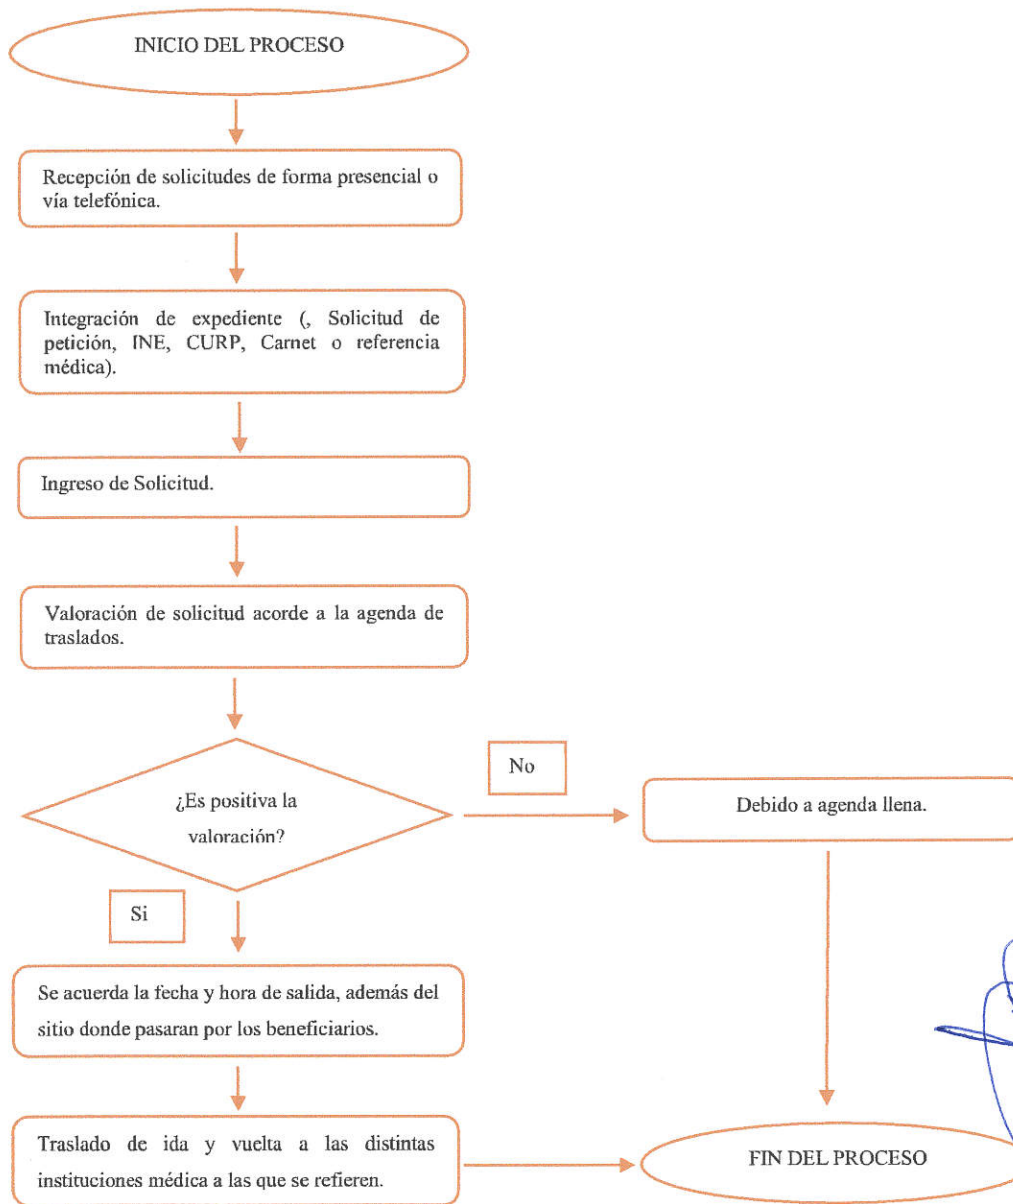 INICIO DEL PROCESO
Recepción de solicitudes de forma presencial o
vía telefónica.
Integración de expediente (, Solicitud de
petición, INE, CURP, Carnet o referencia
médica).
Ingreso de Solicitud.
Valoración de solicitud acorde a la agenda de
traslados.
¿Es positiva la
valoración?
No
Debido a agenda llena.
Si
Se acuerda la fecha y hora de salida, además del
sitio donde pasaran por los beneficiarios.
Traslado de ida y vuelta a las distintas
instituciones médica a las que se refieren.
FIN DEL PROCESO